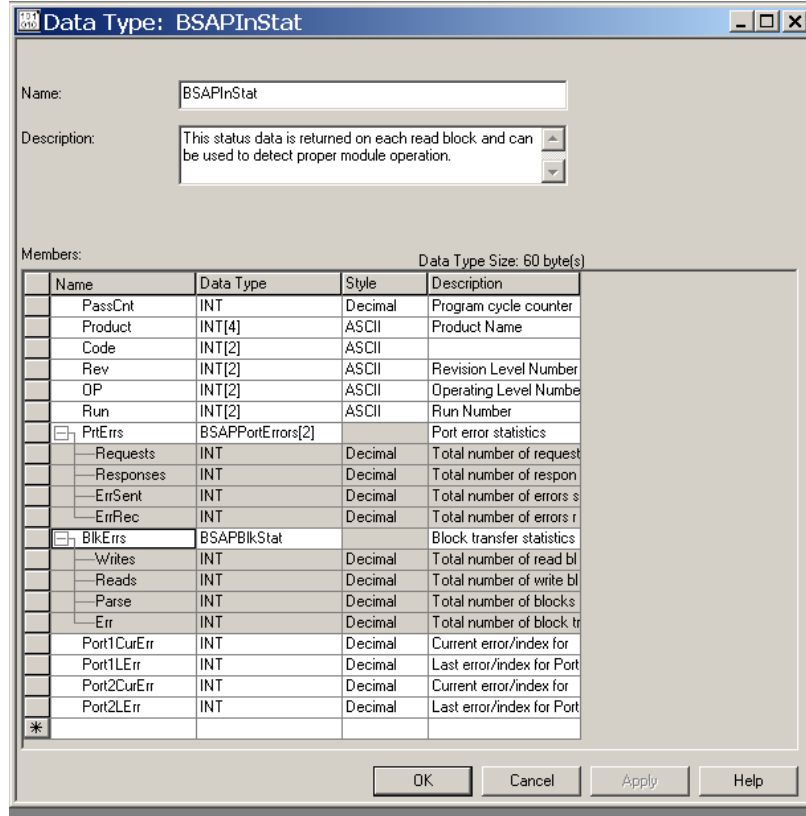 Data Type: BSAPInStat
Name: BSAPInStat
Description: This status data is returned on each read block and can
be used to detect proper module operation.
Members: Data Type Size: 60 byte(s)
Name Data Type Style Description
PassCnt INT Decimal Program cycle counter
Product INT[4] ASCII Product Name
Code INT[2] ASCII
Rev INT[2] ASCII Revision Level Number
OP INT[2] ASCII Operating Level Numbe
Run INT[2] ASCII Run Number
PrtErrs BSAPPortErrors[2] Port error statistics
Requests INT Decimal Total number of request
Responses INT Decimal Total number of respon
ErrSent INT Decimal Total number of errors s
ErrRec INT Decimal Total number of errors r
BlkErrs BSAPBlkStat Block transfer statistics
Writes INT Decimal Total number of read bl
Reads INT Decimal Total number of write bl
Parse INT Decimal Total number of blocks
Err INT Decimal Total number of block tr
Port1CurErr INT Decimal Current error/index for
Port1LErr INT Decimal Last error/index for Port
Port2CurErr INT Decimal Current error/index for
Port2LErr INT Decimal Last error/index for Port
OK Cancel Apply Help